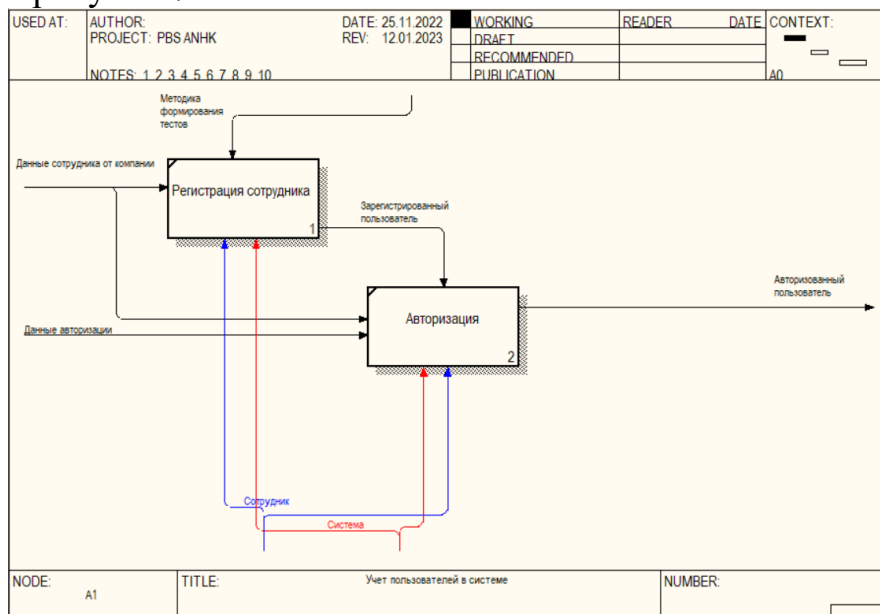 USED AT:
AUTHOR:
DATE: 25.11.2022
PROJECT: PBS ANHK
REV: 12.01.2023
NOTES: 1 2 3 4 5 6 7 8 9 10
WORKING
READER
DATE
CONTEXT:
DRAFT
RECOMMENDED
PUBLICATION
A0
Методика
формирования
тестов
Данные сотрудника от компании
Регистрация сотрудника
1
Зарегистрированный
пользователь
Авторизованный
пользователь
Авторизация
2
Данные авторизации
Сотрудник
Система
NODE:
A1
TITLE:
Учет пользователей в системе
NUMBER: